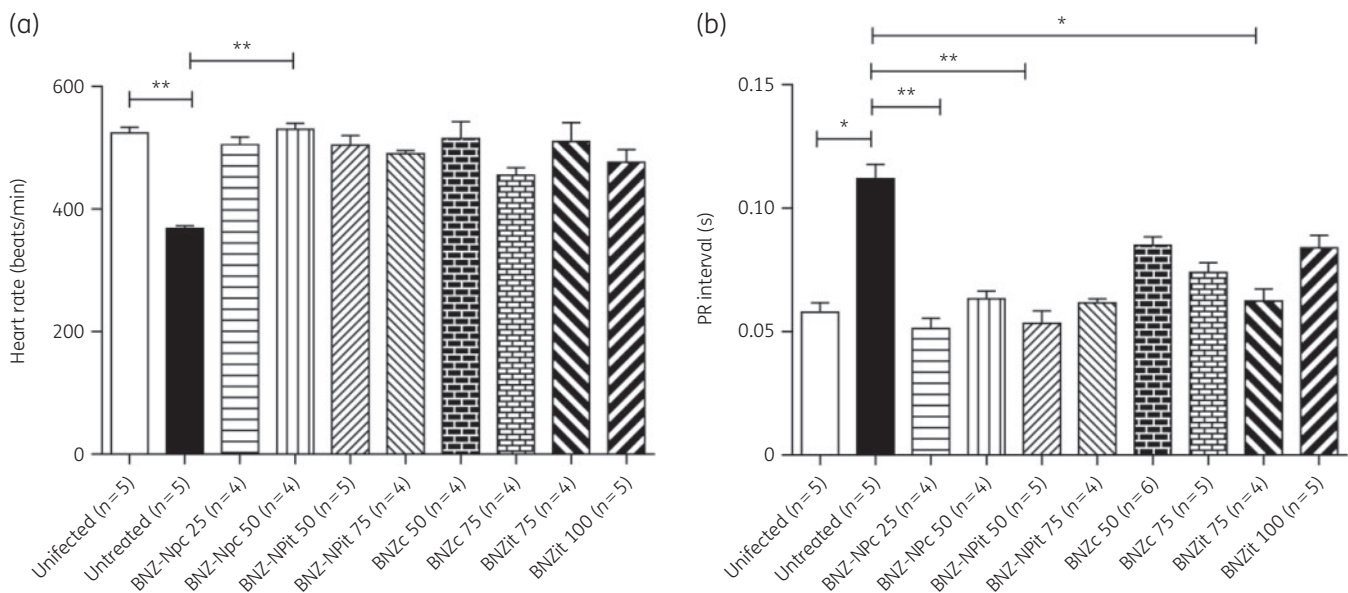 (a)
**
**
600
400
200
0
Heart rate (beats/min)
Unifected (n = 5)
Untreated (n = 5)
BNZ-NPc 25 (n = 4)
BNZ-NPc 50 (n = 4)
BNZ-NPit 50 (n = 5)
BNZ-NPit 75 (n = 4)
BNZc 50 (n = 4)
BNZc 75 (n = 4)
BNZit 75 (n = 4)
BNZit 100 (n = 5)
(b)
*
**
**
*
0.15
0.10
0.05
0
PR interval (s)
Unifected (n = 5)
Untreated (n = 5)
BNZ-NPc 25 (n = 4)
BNZ-NPc 50 (n = 4)
BNZ-NPit 50 (n = 5)
BNZ-NPit 75 (n = 4)
BNZc 50 (n = 6)
BNZc 75 (n = 5)
BNZit 75 (n = 4)
BNZit 100 (n = 5)